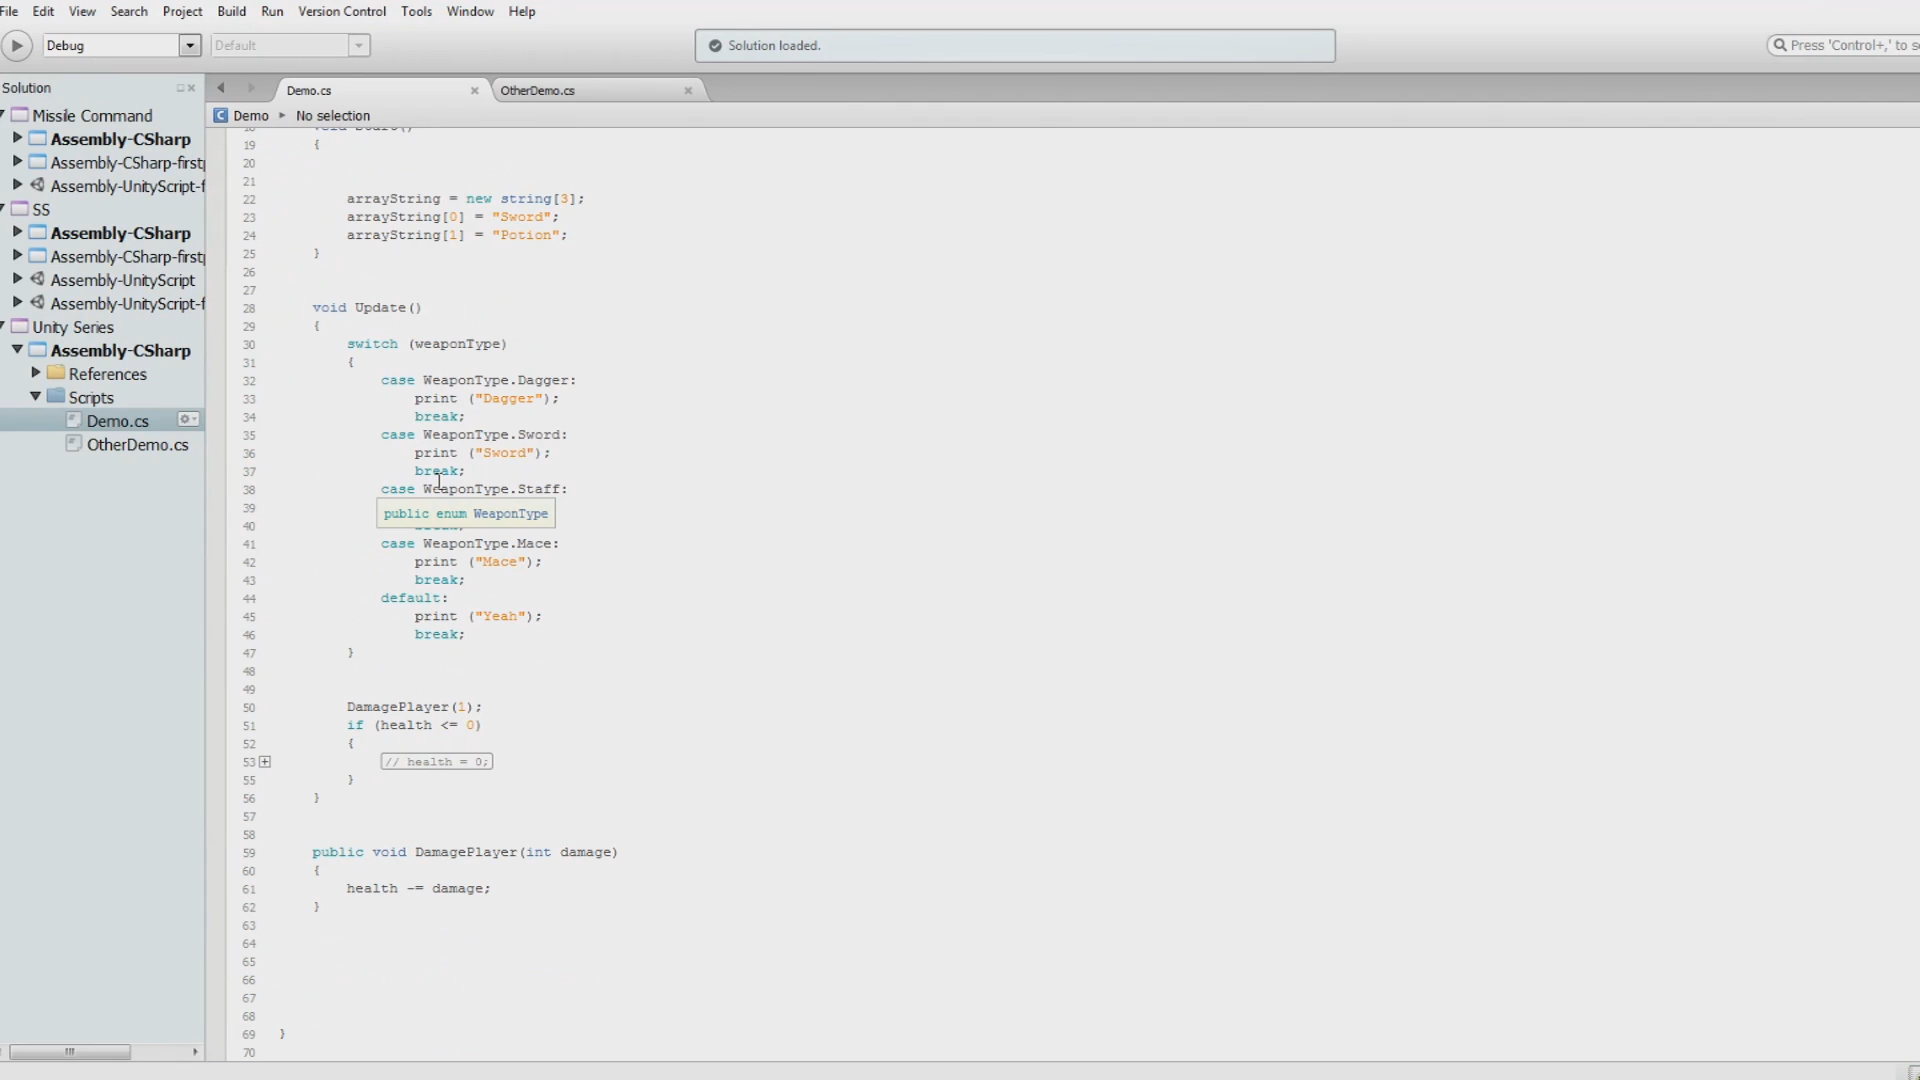 File Edit View Search Project Build Run Version Control Tools Window Help
Debug Default Solution loaded. Press 'Control+,' to s
Solution
Missile Command
Assembly-CSharp
Assembly-CSharp-first
Assembly-UnityScript-f
SS
Assembly-CSharp
Assembly-CSharp-first
Assembly-UnityScript
Assembly-UnityScript-f
Unity Series
Assembly-CSharp
References
Scripts
Demo.cs
OtherDemo.cs
Demo.cs OtherDemo.cs
Demo No selection
18 void Start()
19 {
20
21
22 arrayString = new string[3];
23 arrayString[0] = "Sword";
24 arrayString[1] = "Potion";
25 }
26
27
28 void Update()
29 {
30 switch (weaponType)
31 {
32 case WeaponType.Dagger:
33 print ("Dagger");
34 break;
35 case WeaponType.Sword:
36 print ("Sword");
37 break;
38 case WeaponType.Staff:
39 public enum WeaponType
40 break;
41 case WeaponType.Mace:
42 print ("Mace");
43 break;
44 default:
45 print ("Yeah");
46 break;
47 }
48
49
50 DamagePlayer(1);
51 if (health <= 0)
52 {
53 // health = 0;
55 }
56 }
57
58
59 public void DamagePlayer(int damage)
60 {
61 health -= damage;
62 }
63
64
65
66
67
68
69 }
70